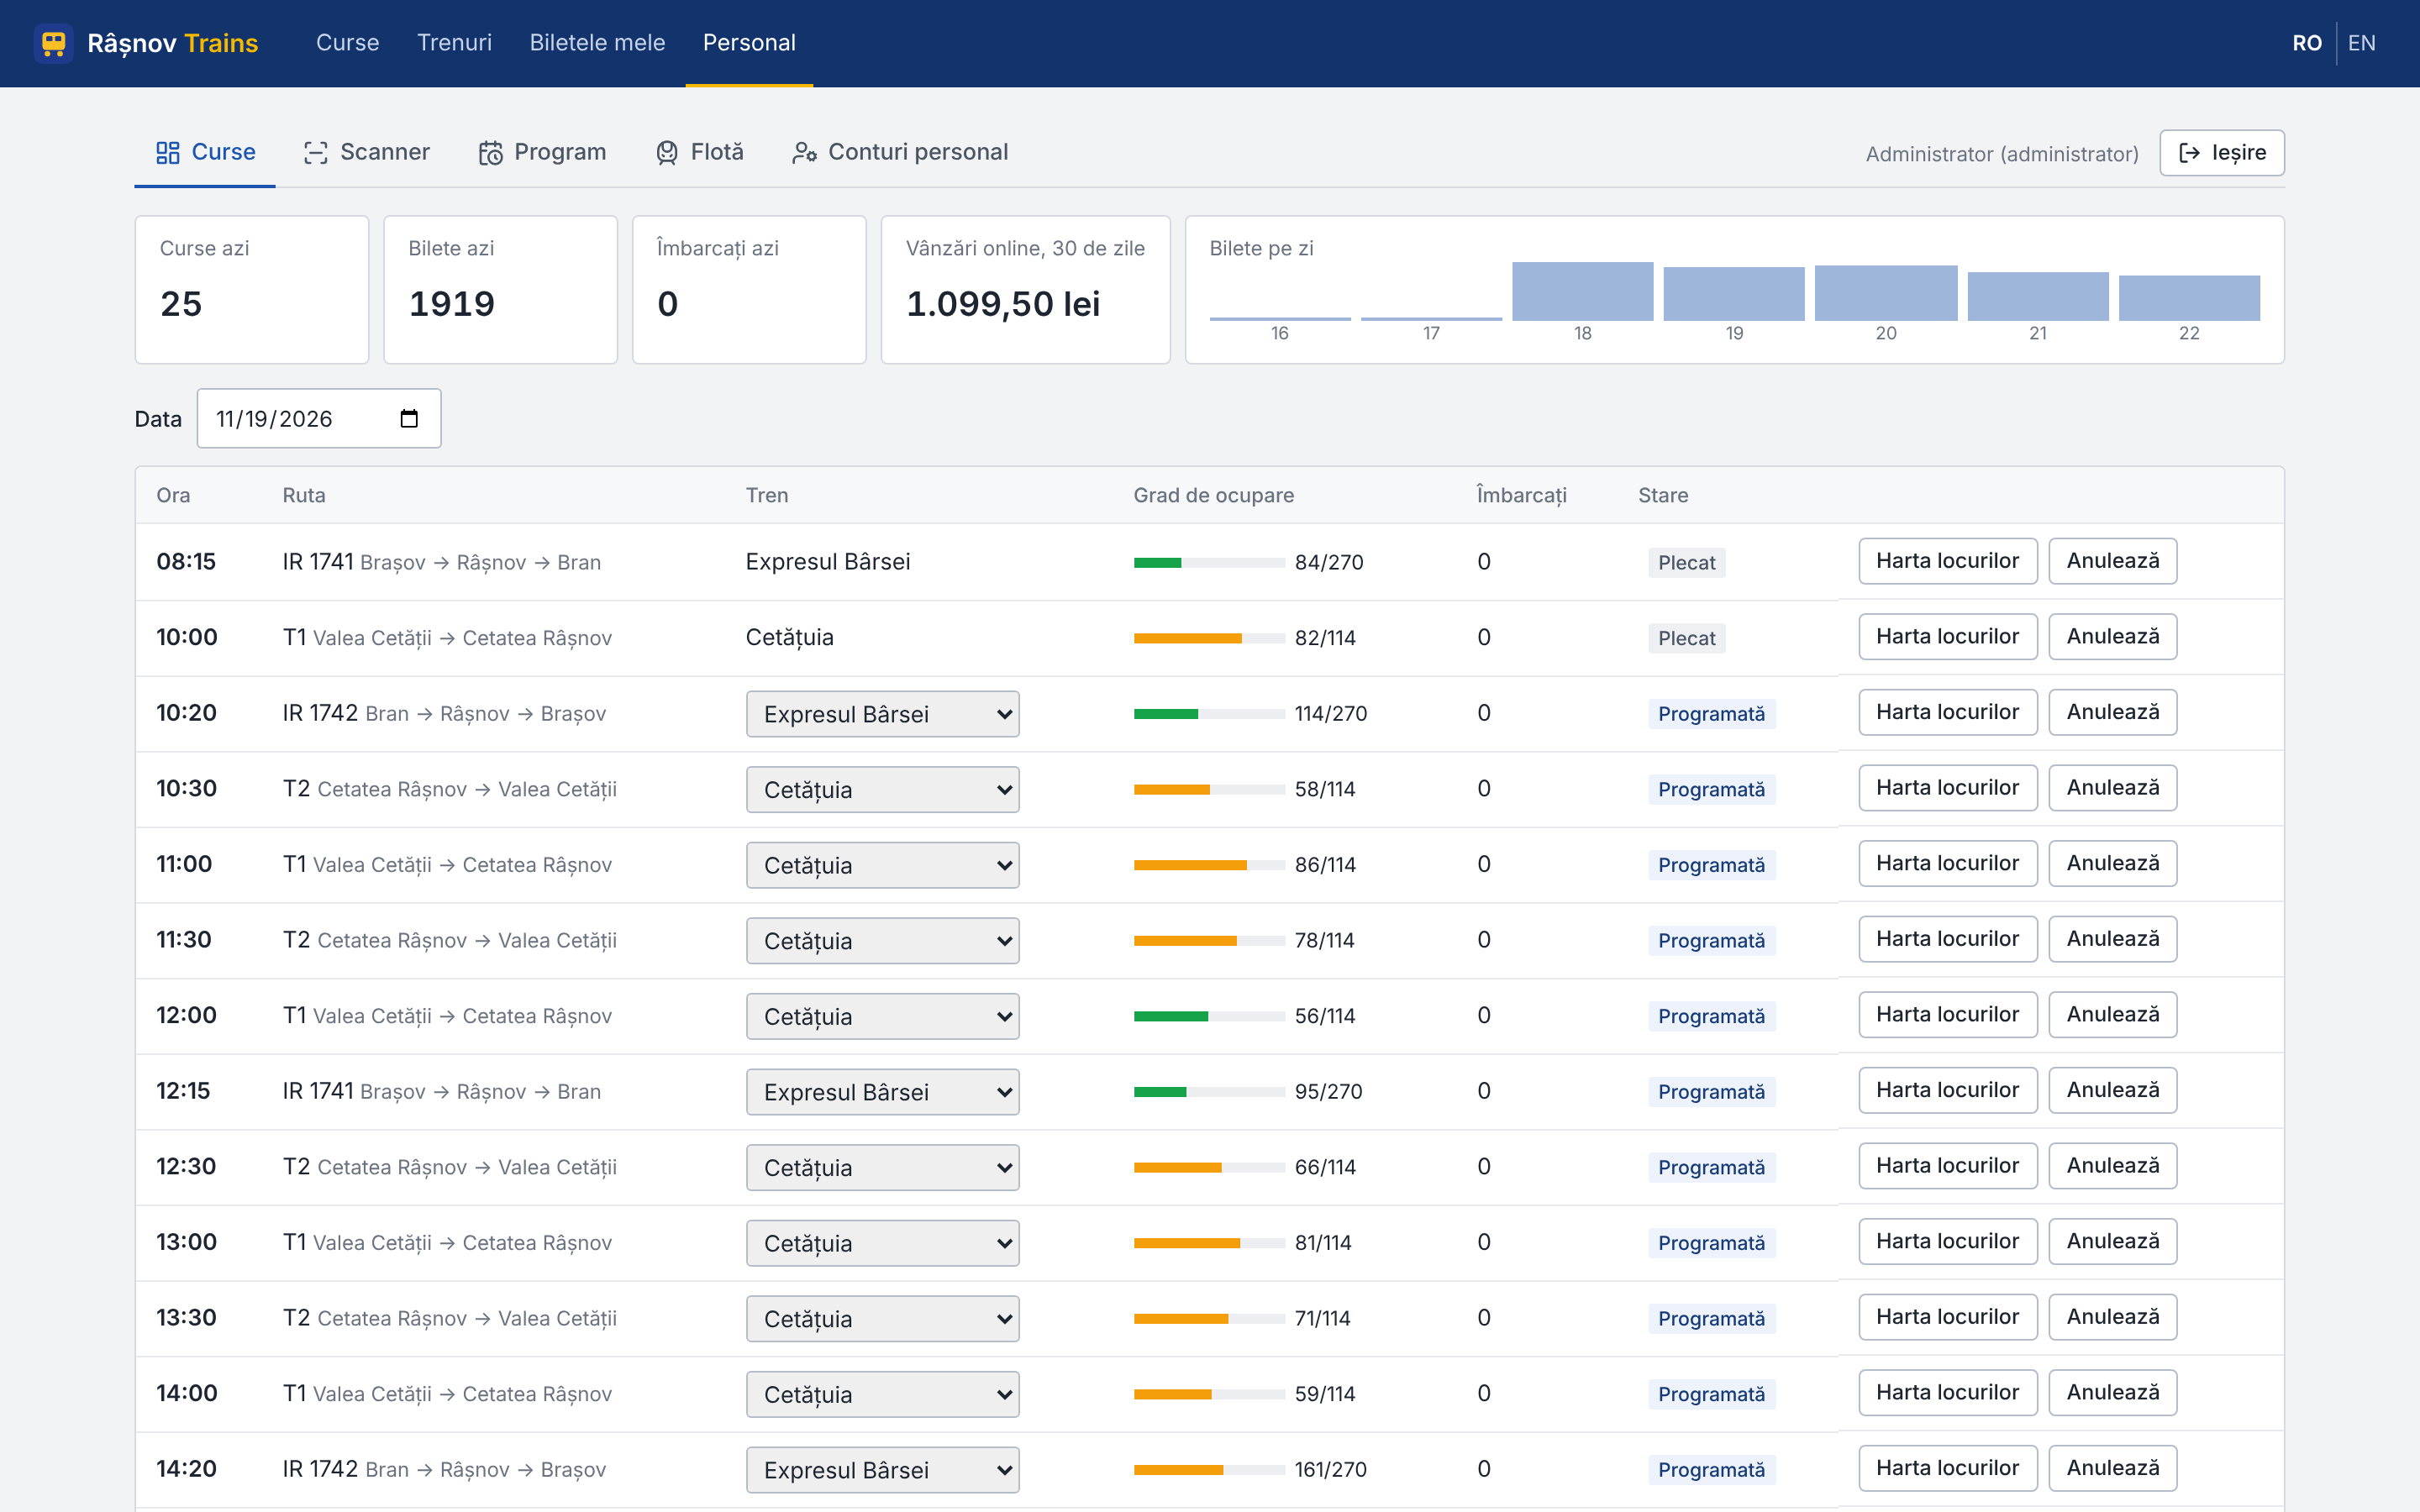 Râșnov Trains Curse Trenuri Biletele mele Personal RO EN
Curse Scanner Program Flotă Conturi personal Administrator (administrator) Ieșire
Curse azi
25
Bilete azi
1919
Îmbarcați azi
0
Vânzări online, 30 de zile
1.099,50 lei
Bilete pe zi
16 17 18 19 20 21 22
Data 11/19/2026
Ora Ruta Tren Grad de ocupare Îmbarcați Stare
08:15 IR 1741 Brașov → Râșnov → Bran Expresul Bârsei 84/270 0 Plecat Harta locurilor Anulează
10:00 T1 Valea Cetății → Cetatea Râșnov Cetățuia 82/114 0 Plecat Harta locurilor Anulează
10:20 IR 1742 Bran → Râșnov → Brașov Expresul Bârsei 114/270 0 Programată Harta locurilor Anulează
10:30 T2 Cetatea Râșnov → Valea Cetății Cetățuia 58/114 0 Programată Harta locurilor Anulează
11:00 T1 Valea Cetății → Cetatea Râșnov Cetățuia 86/114 0 Programată Harta locurilor Anulează
11:30 T2 Cetatea Râșnov → Valea Cetății Cetățuia 78/114 0 Programată Harta locurilor Anulează
12:00 T1 Valea Cetății → Cetatea Râșnov Cetățuia 56/114 0 Programată Harta locurilor Anulează
12:15 IR 1741 Brașov → Râșnov → Bran Expresul Bârsei 95/270 0 Programată Harta locurilor Anulează
12:30 T2 Cetatea Râșnov → Valea Cetății Cetățuia 66/114 0 Programată Harta locurilor Anulează
13:00 T1 Valea Cetății → Cetatea Râșnov Cetățuia 81/114 0 Programată Harta locurilor Anulează
13:30 T2 Cetatea Râșnov → Valea Cetății Cetățuia 71/114 0 Programată Harta locurilor Anulează
14:00 T1 Valea Cetății → Cetatea Râșnov Cetățuia 59/114 0 Programată Harta locurilor Anulează
14:20 IR 1742 Bran → Râșnov → Brașov Expresul Bârsei 161/270 0 Programată Harta locurilor Anulează